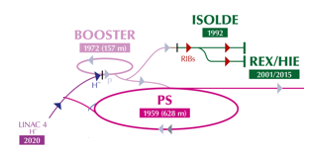 ISOLDE
1992
BOOSTER
1972 (157 m)
RIBs
REX/HIE
2001/2015
H⁻
P
PS
1959 (628 m)
LINAC 4
H⁻
2020